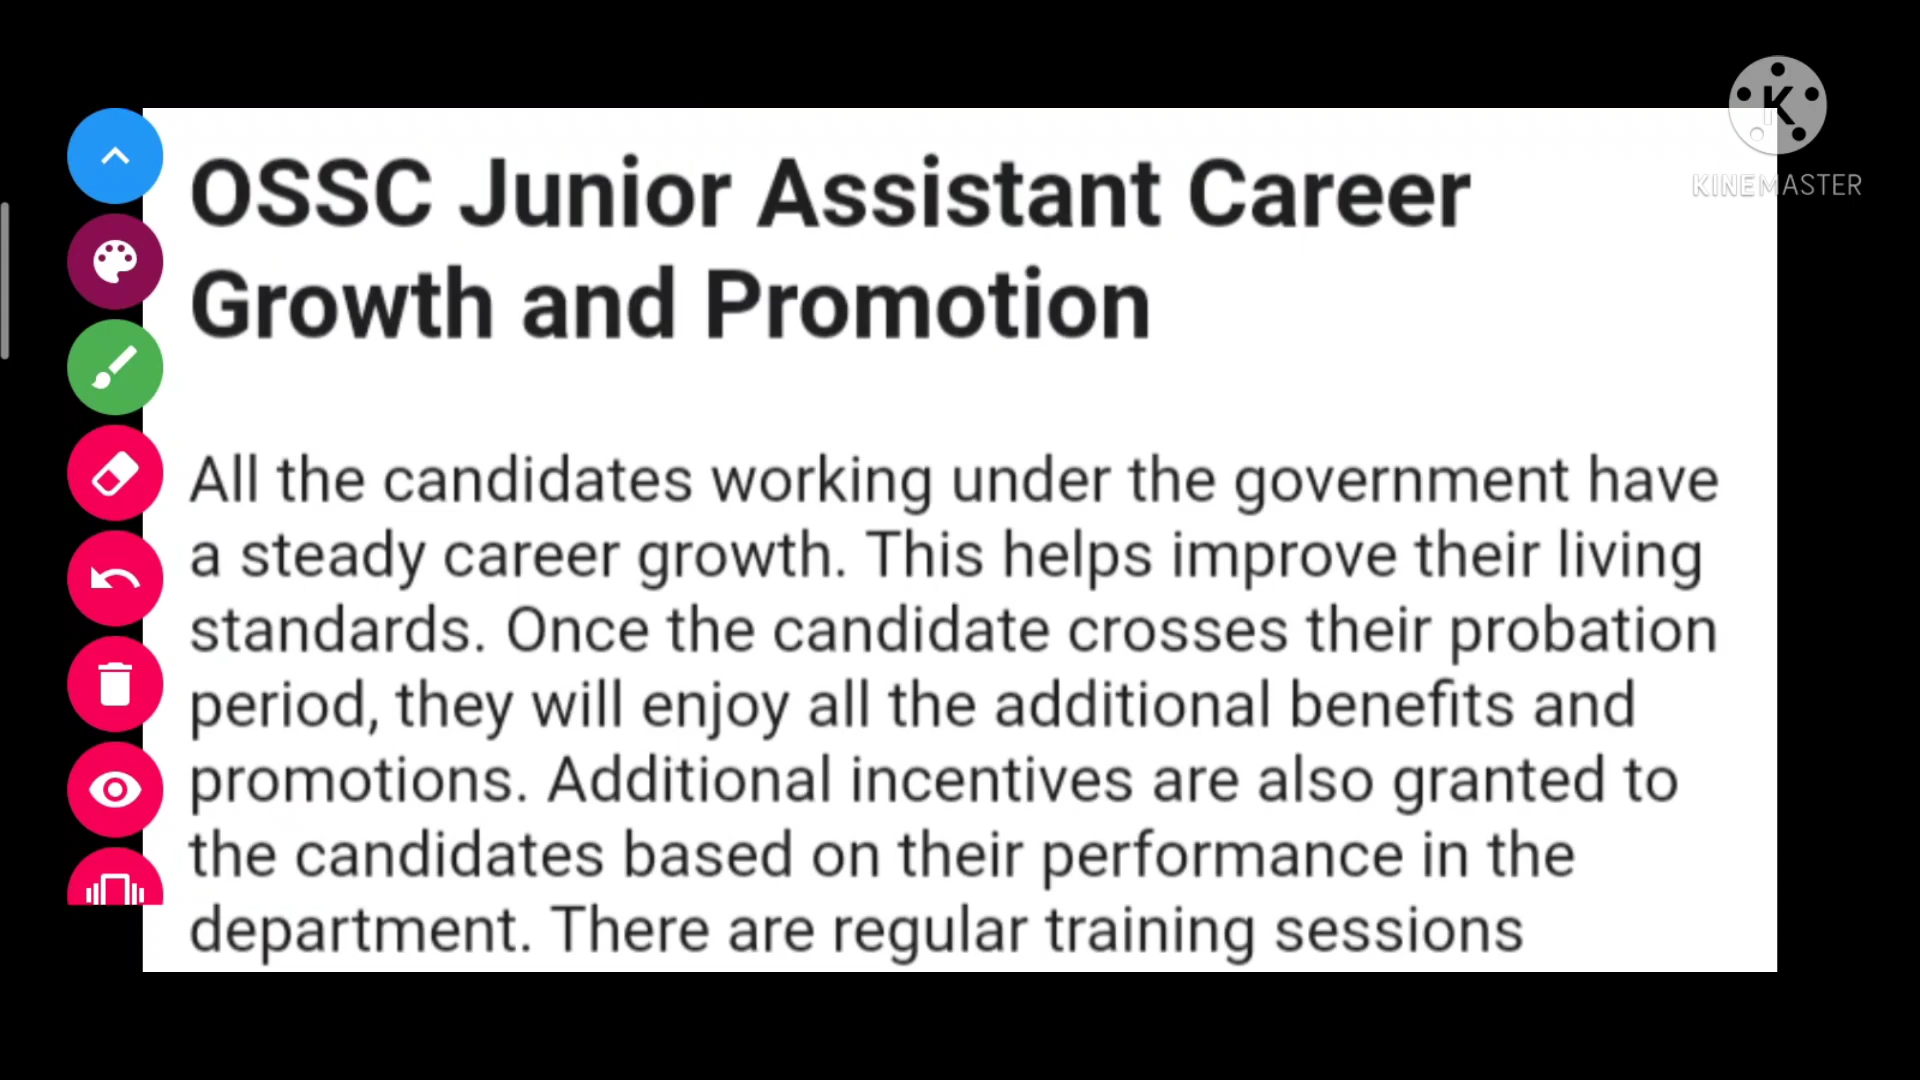 OSSC Junior Assistant Career
Growth and Promotion
All the candidates working under the government have
a steady career growth. This helps improve their living
standards. Once the candidate crosses their probation
period, they will enjoy all the additional benefits and
promotions. Additional incentives are also granted to
the candidates based on their performance in the
department. There are regular training sessions
K
KINEMASTER